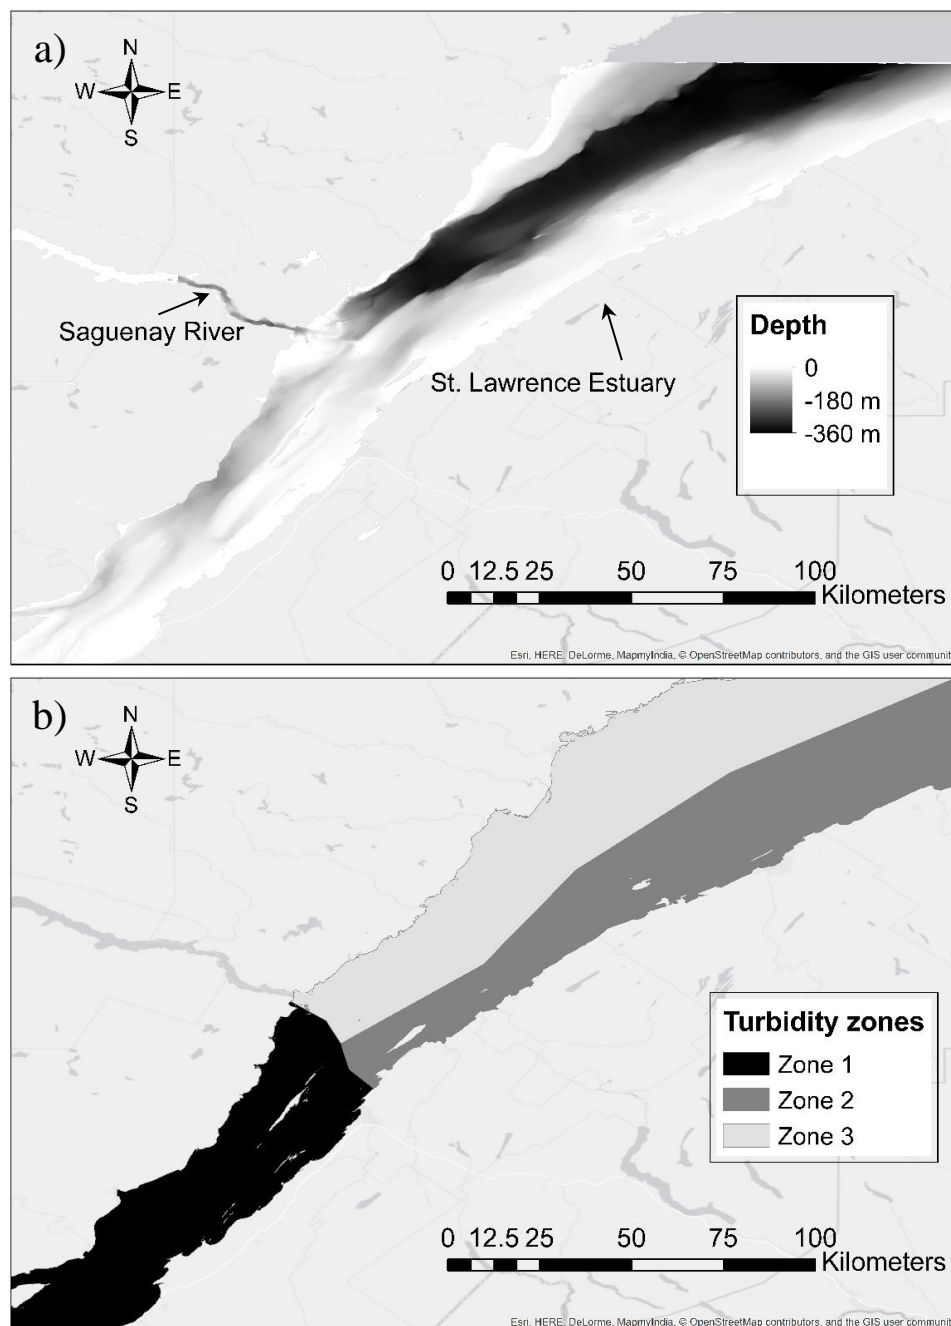 a)
N
W E
S
Saguenay River
St. Lawrence Estuary
Depth
0
-180 m
-360 m
0 12.5 25 50 75 100
Kilometers
Esri, HERE, DeLorme, MapmyIndia, © OpenStreetMap contributors, and the GIS user communit
b)
N
W E
S
Turbidity zones
Zone 1
Zone 2
Zone 3
0 12.5 25 50 75 100
Kilometers
Esri, HERE, DeLorme, MapmyIndia, © OpenStreetMap contributors, and the GIS user communit